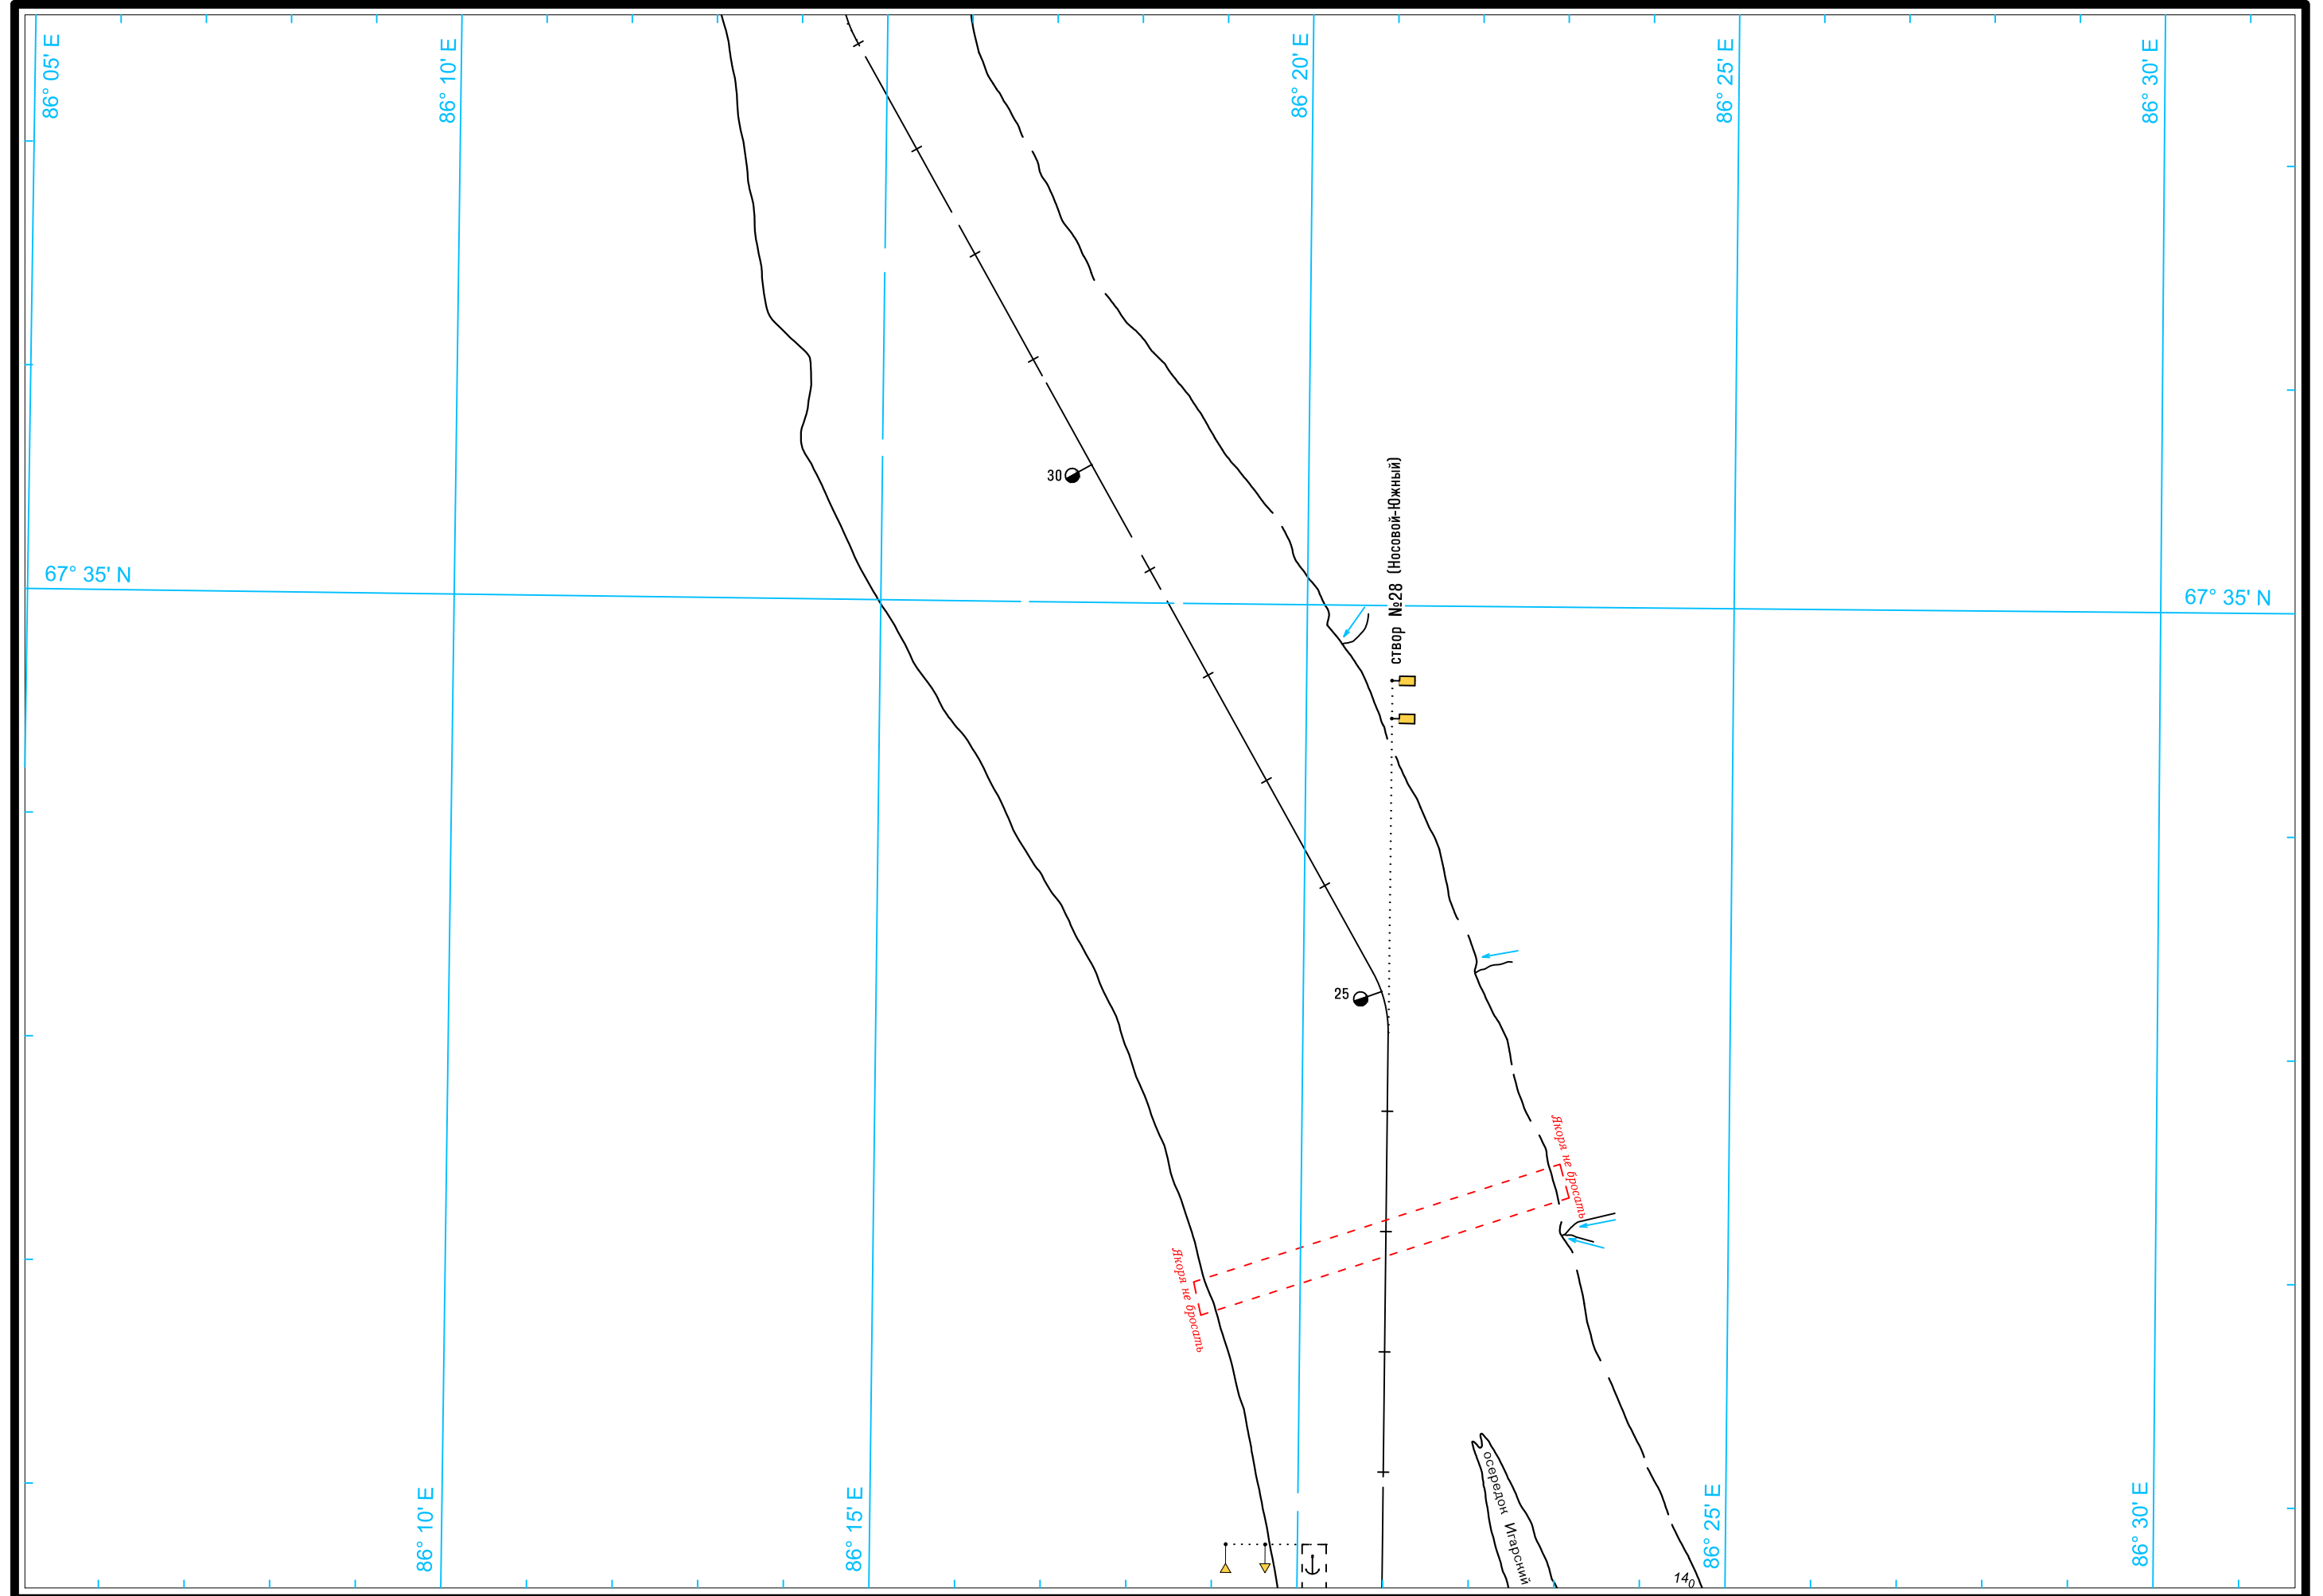 86° 05' E
86° 10' E
86° 20' E
86° 25' E
86° 30' E
30
створ №28 (Носовой-Южный)
67° 35' N
67° 35' N
25
Якоря не бросать
Якоря не бросать
осередок Игарский
86° 10' E
86° 15' E
86° 25' E
86° 30' E
14₀